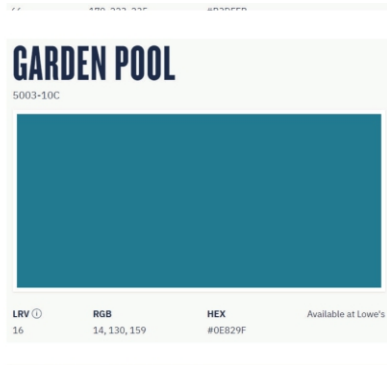 GARDEN POOL
5003-10C
LRV ⓘ RGB HEX Available at Lowe's
16 14, 130, 159 #0E829F